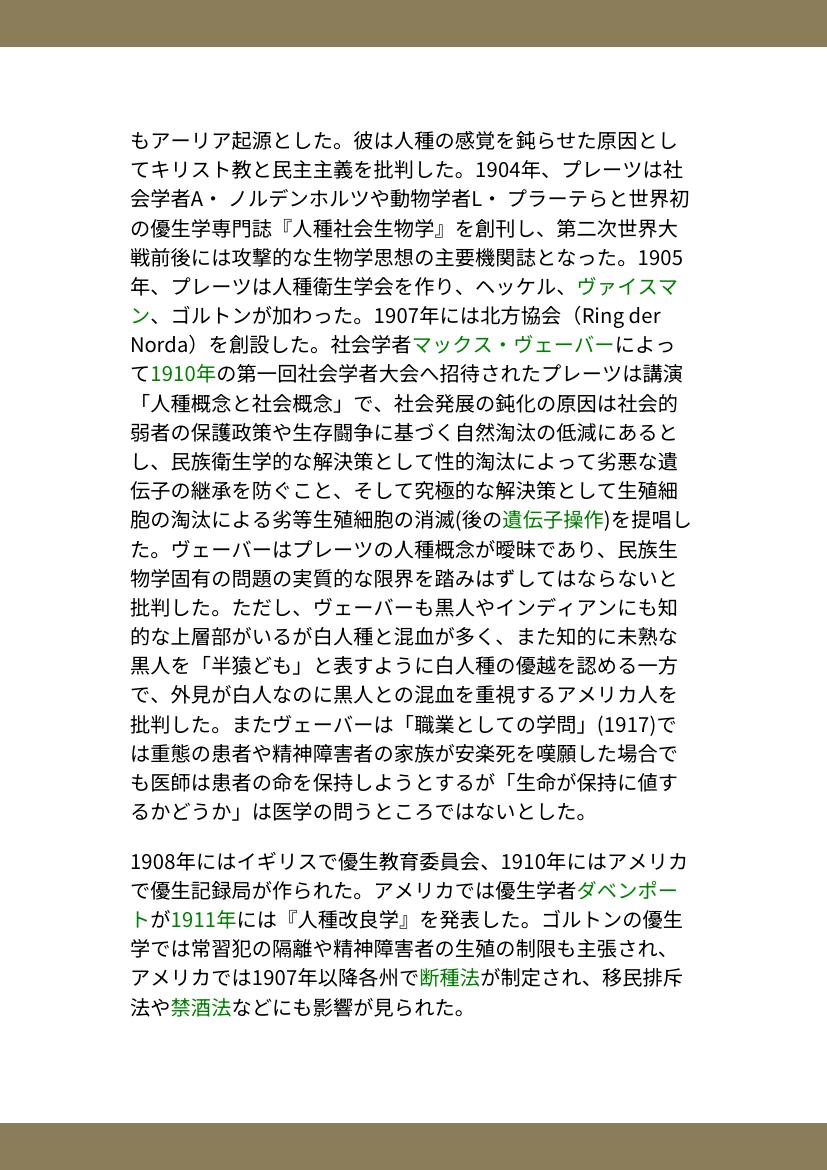 もアーリア起源とした。彼は人種の感覚を鈍らせた原因とし
てキリスト教と民主主義を批判した。1904年、プレーツは社
会学者A・ ノルデンホルツや動物学者L・ プラーテらと世界初
の優生学専門誌『人種社会生物学』を創刊し、第二次世界大
戦前後には攻撃的な生物学思想の主要機関誌となった。1905
年、プレーツは人種衛生学会を作り、ヘッケル、ヴァイスマ
ン、ゴルトンが加わった。1907年には北方協会（Ring der
Norda）を創設した。社会学者マックス・ヴェーバーによっ
て1910年の第一回社会学者大会へ招待されたプレーツは講演
「人種概念と社会概念」で、社会発展の鈍化の原因は社会的
弱者の保護政策や生存闘争に基づく自然淘汰の低減にあると
し、民族衛生学的な解決策として性的淘汰によって劣悪な遺
伝子の継承を防ぐこと、そして究極的な解決策として生殖細
胞の淘汰による劣等生殖細胞の消滅(後の遺伝子操作)を提唱し
た。ヴェーバーはプレーツの人種概念が曖昧であり、民族生
物学固有の問題の実質的な限界を踏みはずしてはならないと
批判した。ただし、ヴェーバーも黒人やインディアンにも知
的な上層部がいるが白人種と混血が多く、また知的に未熟な
黒人を「半猿ども」と表すように白人種の優越を認める一方
で、外見が白人なのに黒人との混血を重視するアメリカ人を
批判した。またヴェーバーは「職業としての学問」(1917)で
は重態の患者や精神障害者の家族が安楽死を嘆願した場合で
も医師は患者の命を保持しようとするが「生命が保持に値す
るかどうか」は医学の問うところではないとした。
1908年にはイギリスで優生教育委員会、1910年にはアメリカ
で優生記録局が作られた。アメリカでは優生学者ダベンポー
トが1911年には『人種改良学』を発表した。ゴルトンの優生
学では常習犯の隔離や精神障害者の生殖の制限も主張され、
アメリカでは1907年以降各州で断種法が制定され、移民排斥
法や禁酒法などにも影響が見られた。